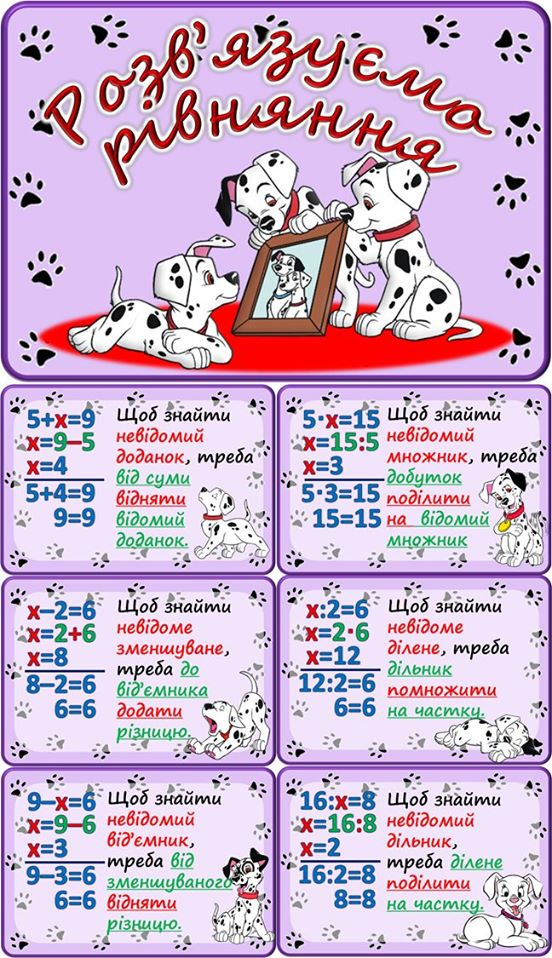 Розв'язуємо
рівняння
5+х=9
х=9–5
х=4
5+4=9
9=9
Щоб знайти
невідомий
доданок, треба
від суми
відняти
відомий
доданок.
5·х=15
х=15:5
х=3
5·3=15
15=15
Щоб знайти
невідомий
множник, треба
добуток
поділити
на відомий
множник
х–2=6
х=2+6
х=8
8–2=6
6=6
Щоб знайти
невідоме
зменшуване,
треба до
від'ємника
додати
різницю.
х:2=6
х=2·6
х=12
12:2=6
6=6
Щоб знайти
невідоме
ділене, треба
дільник
помножити
на частку.
9–х=6
х=9–6
х=3
9–3=6
6=6
Щоб знайти
невідомий
від'ємник,
треба від
зменшуваного
відняти
різницю.
16:х=8
х=16:8
х=2
16:2=8
8=8
Щоб знайти
невідомий
дільник,
треба ділене
поділити
на частку.